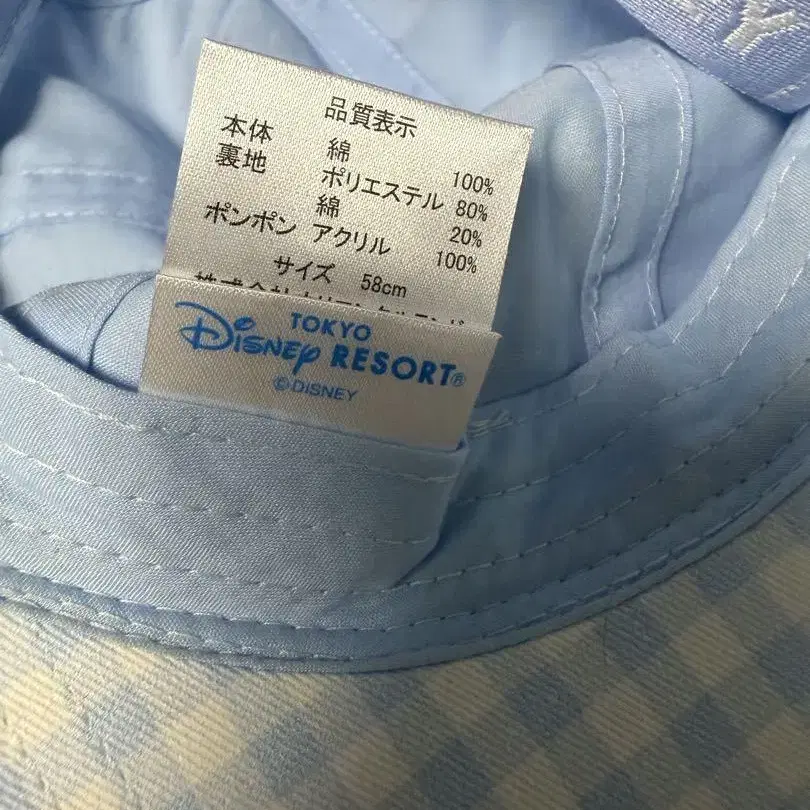 品質表示
本体 綿 100%
裏地 ポリエステル 80%
綿 20%
ポンポン アクリル 100%
サイズ 58cm
TOKYO
Disney RESORT®
©DISNEY